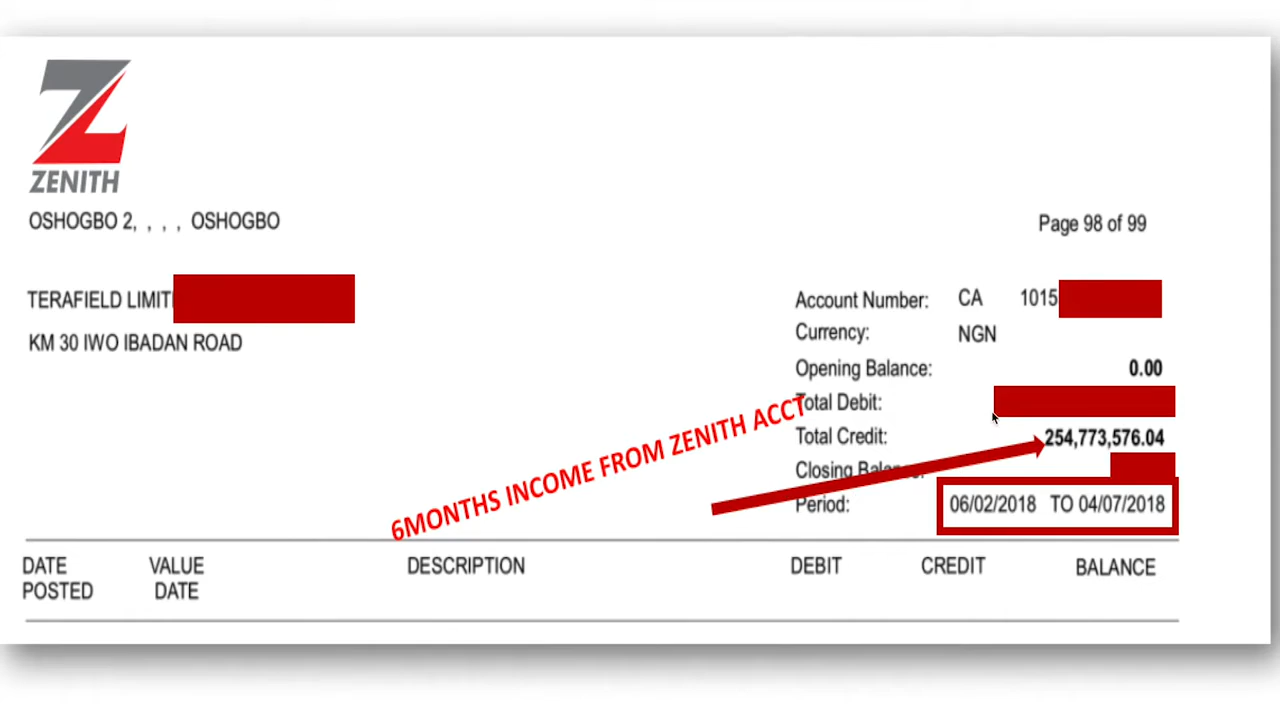 ZENITH
OSHOGBO 2, , , , OSHOGBO
Page 98 of 99
TERAFIELD
KM 30 IWO IBADAN ROAD
Account Number: CA 1015
Currency: NGN
Opening Balance: 0.00
Total Debit:
Total Credit: 254,773,576.04
Closing Balance:
Period: 06/02/2018 TO 04/07/2018
6MONTHS INCOME FROM ZENITH ACCT
DATE POSTED VALUE DATE DESCRIPTION DEBIT CREDIT BALANCE